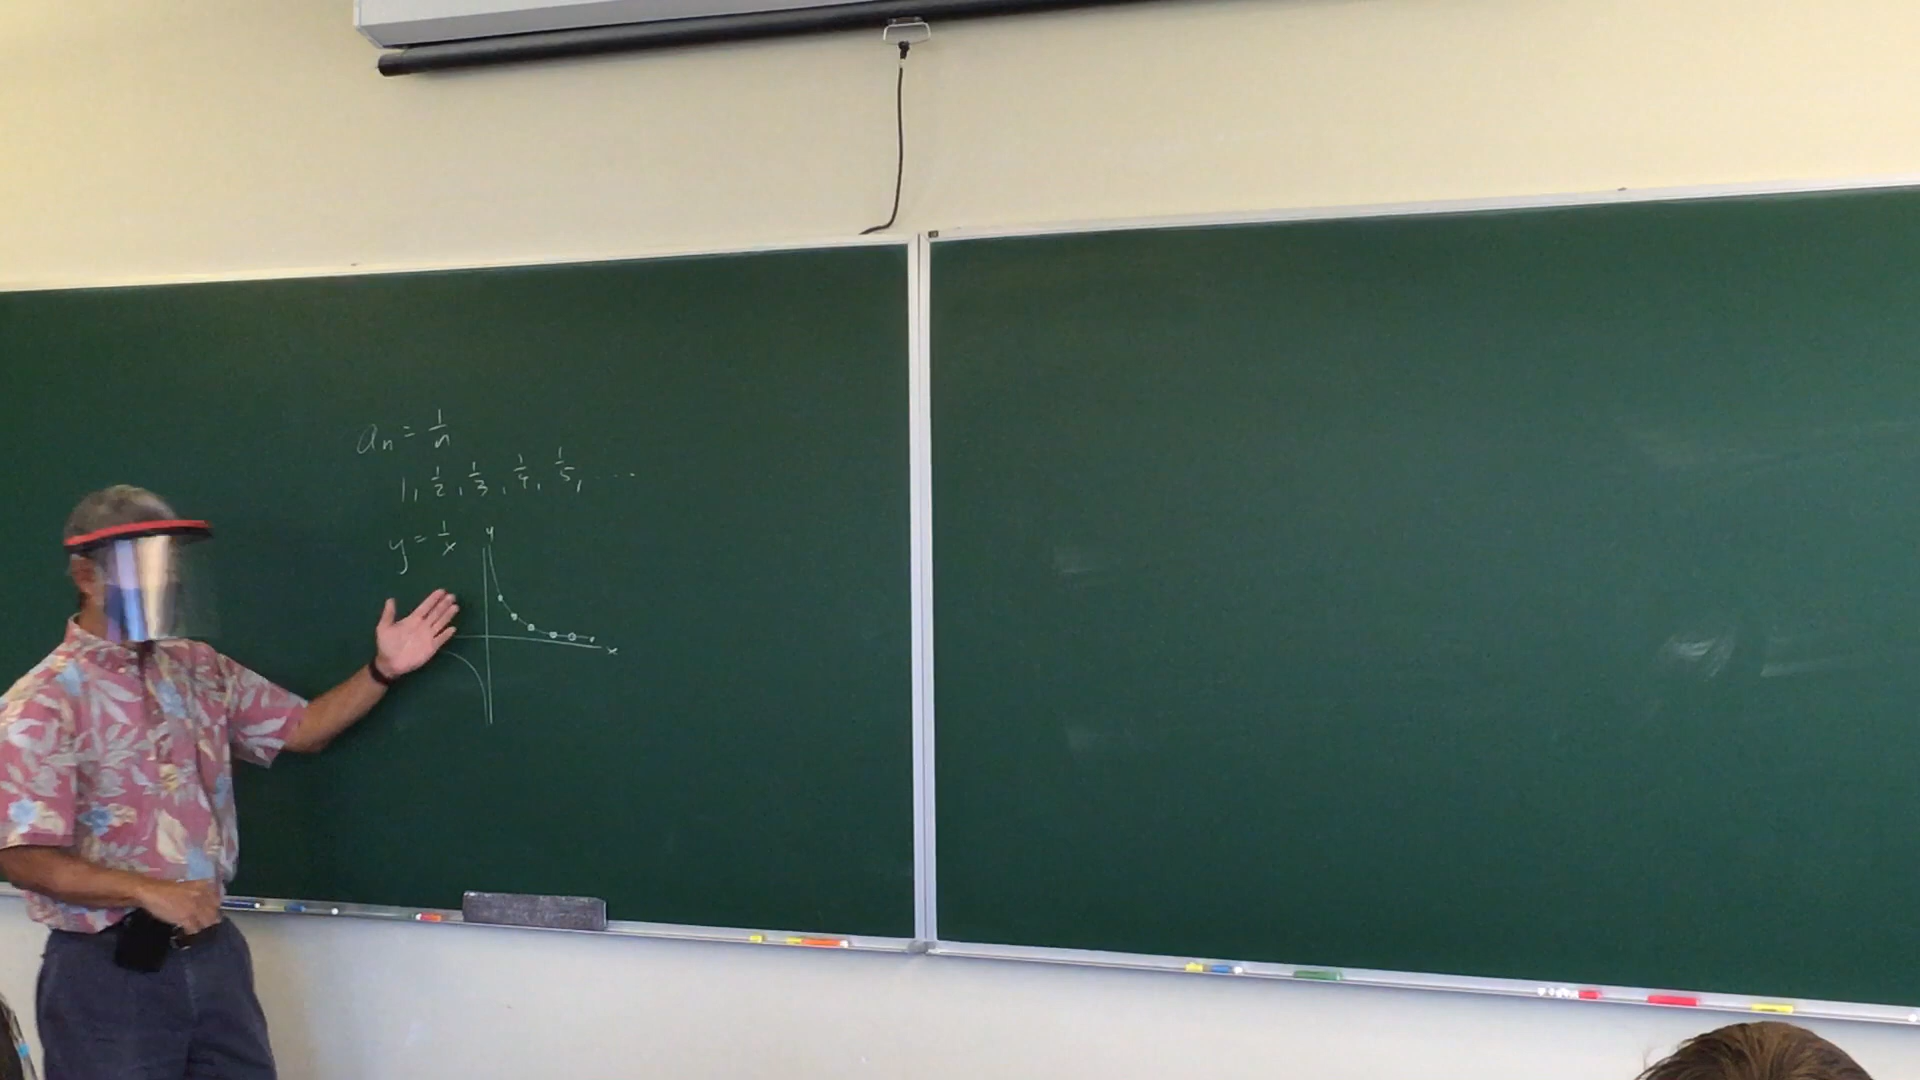 aₙ = 1/n
1, 1/2, 1/3, 1/4, 1/5, ...
y = 1/x
y
x